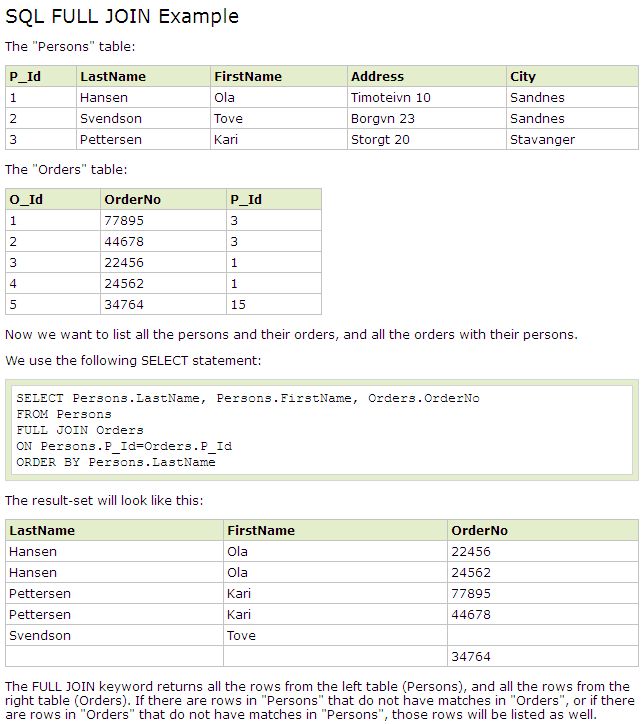 SQL FULL JOIN Example
The "Persons" table:
P_Id LastName FirstName Address City
1 Hansen Ola Timoteivn 10 Sandnes
2 Svendson Tove Borgvn 23 Sandnes
3 Pettersen Kari Storgt 20 Stavanger
The "Orders" table:
O_Id OrderNo P_Id
1 77895 3
2 44678 3
3 22456 1
4 24562 1
5 34764 15
Now we want to list all the persons and their orders, and all the orders with their persons.
We use the following SELECT statement:
SELECT Persons.LastName, Persons.FirstName, Orders.OrderNo
FROM Persons
FULL JOIN Orders
ON Persons.P_Id=Orders.P_Id
ORDER BY Persons.LastName
The result-set will look like this:
LastName FirstName OrderNo
Hansen Ola 22456
Hansen Ola 24562
Pettersen Kari 77895
Pettersen Kari 44678
Svendson Tove
34764
The FULL JOIN keyword returns all the rows from the left table (Persons), and all the rows from the
right table (Orders). If there are rows in "Persons" that do not have matches in "Orders", or if there
are rows in "Orders" that do not have matches in "Persons", those rows will be listed as well.